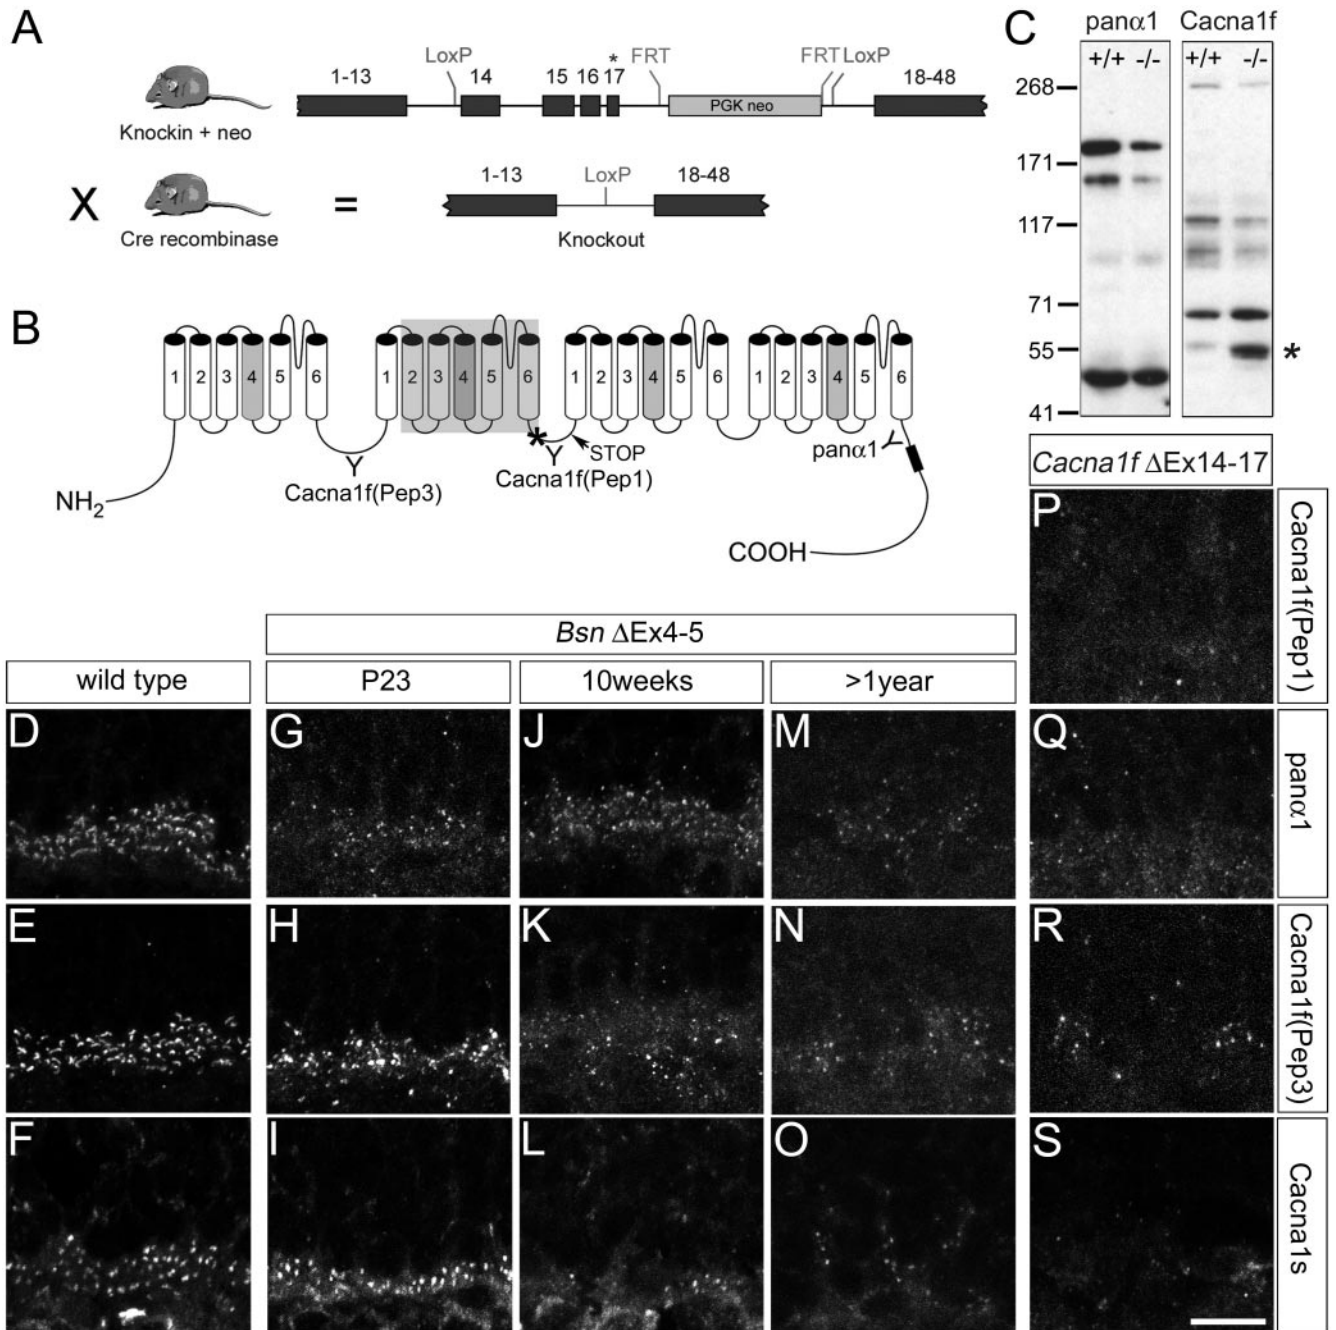 A
LoxP
FRT
FRT LoxP
*
1-13
14
15
16
17
18-48
PGK neo
Knockin + neo
X
=
1-13
LoxP
18-48
Cre recombinase
Knockout
B
1 2 3 4 5 6
1 2 3 4 5 6
1 2 3 4 5 6
1 2 3 4 5 6
*
STOP
Cacna1f(Pep3)
Cacna1f(Pep1)
panα1
NH2
COOH
C
panα1 Cacna1f
+/+ -/- +/+ -/-
268
171
117
71
55
41
*
Cacna1f ΔEx14-17
Bsn ΔEx4-5
wild type
P23
10weeks
>1year
P
Cacna1f(Pep1)
D
G
J
M
Q
panα1
E
H
K
N
R
Cacna1f(Pep3)
F
I
L
O
S
Cacna1s